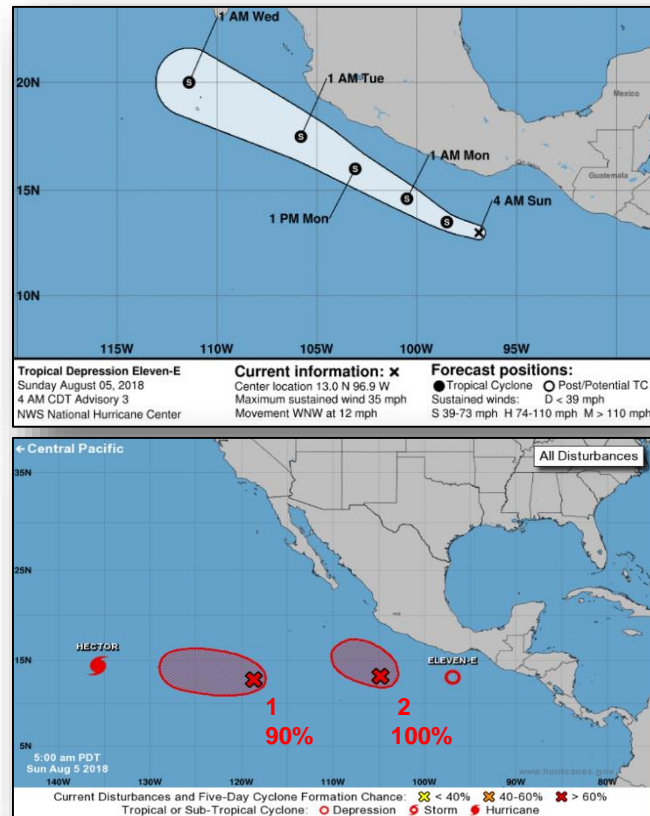 1 AM Wed
20N
1 AM Tue
Mexico
1 AM Mon
Guatemala
15N
4 AM Sun
1 PM Mon
10N
115W 110W 105W 100W 95W
Tropical Depression Eleven-E
Sunday August 05, 2018
4 AM CDT Advisory 3
NWS National Hurricane Center
Current information: ×
Center location 13.0 N 96.9 W
Maximum sustained wind 35 mph
Movement WNW at 12 mph
Forecast positions:
● Tropical Cyclone ○ Post/Potential TC
Sustained winds: D < 39 mph
S 39-73 mph H 74-110 mph M > 110 mph
S
S
S
S
S
← Central Pacific
All Disturbances
35N
25N
HECTOR
ELEVEN-E
15N
1
90%
2
100%
5N
5:00 am PDT
Sun Aug 5 2018
www.hurricanes.gov
140W 130W 120W 110W 100W 90W 80W
Current Disturbances and Five-Day Cyclone Formation Chance: < 40% 40-60% > 60%
Tropical or Sub-Tropical Cyclone: Depression Storm Hurricane